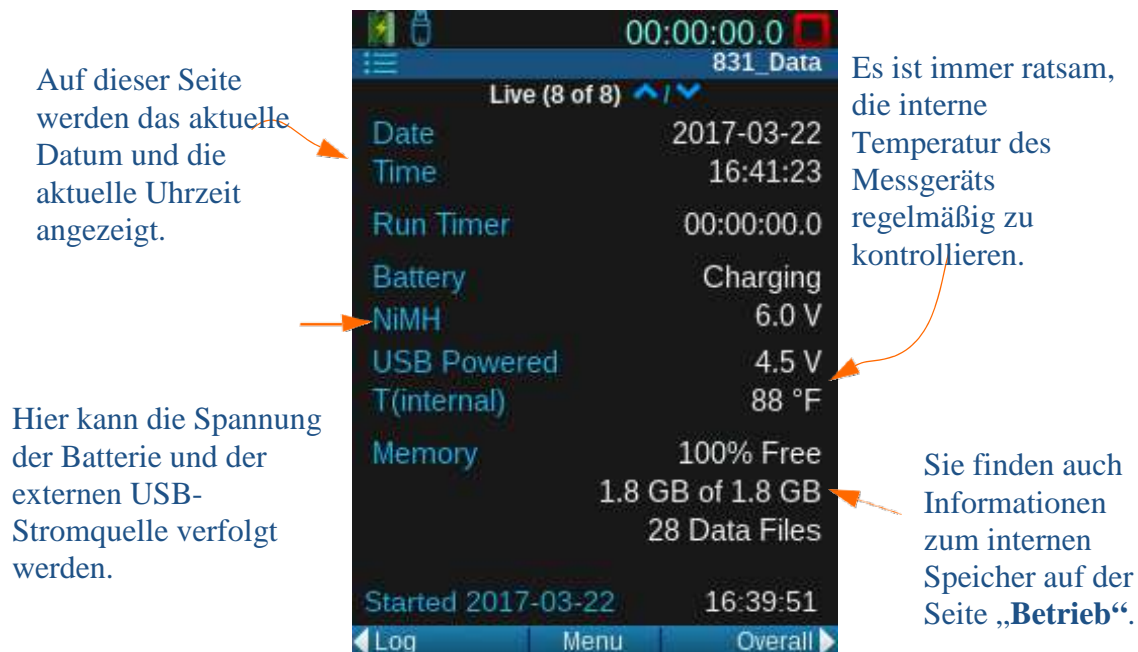 Auf dieser Seite
werden das aktuelle
Datum und die
aktuelle Uhrzeit
angezeigt.
Hier kann die Spannung
der Batterie und der
externen USB-
Stromquelle verfolgt
werden.
00:00:00.0
831_Data
Live (8 of 8) /
Date 2017-03-22
Time 16:41:23
Run Timer 00:00:00.0
Battery Charging
NiMH 6.0 V
USB Powered 4.5 V
T(internal) 88 °F
Memory 100% Free
1.8 GB of 1.8 GB
28 Data Files
Started 2017-03-22 16:39:51
Log Menu Overall
Es ist immer ratsam,
die interne
Temperatur des
Messgeräts
regelmäßig zu
kontrollieren.
Sie finden auch
Informationen
zum internen
Speicher auf der
Seite „Betrieb“.